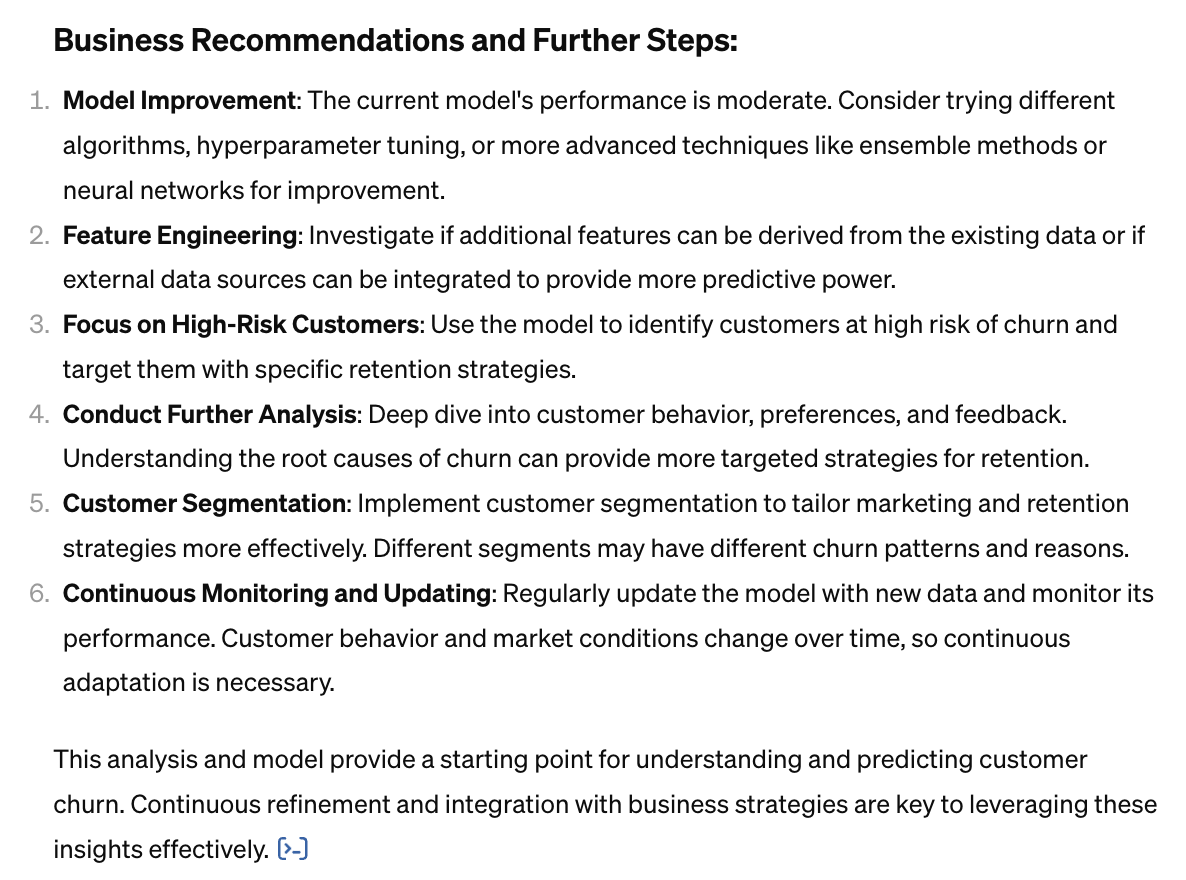 Business Recommendations and Further Steps:
1. Model Improvement: The current model's performance is moderate. Consider trying different
algorithms, hyperparameter tuning, or more advanced techniques like ensemble methods or
neural networks for improvement.
2. Feature Engineering: Investigate if additional features can be derived from the existing data or if
external data sources can be integrated to provide more predictive power.
3. Focus on High-Risk Customers: Use the model to identify customers at high risk of churn and
target them with specific retention strategies.
4. Conduct Further Analysis: Deep dive into customer behavior, preferences, and feedback.
Understanding the root causes of churn can provide more targeted strategies for retention.
5. Customer Segmentation: Implement customer segmentation to tailor marketing and retention
strategies more effectively. Different segments may have different churn patterns and reasons.
6. Continuous Monitoring and Updating: Regularly update the model with new data and monitor its
performance. Customer behavior and market conditions change over time, so continuous
adaptation is necessary.
This analysis and model provide a starting point for understanding and predicting customer
churn. Continuous refinement and integration with business strategies are key to leveraging these
insights effectively. [>-]